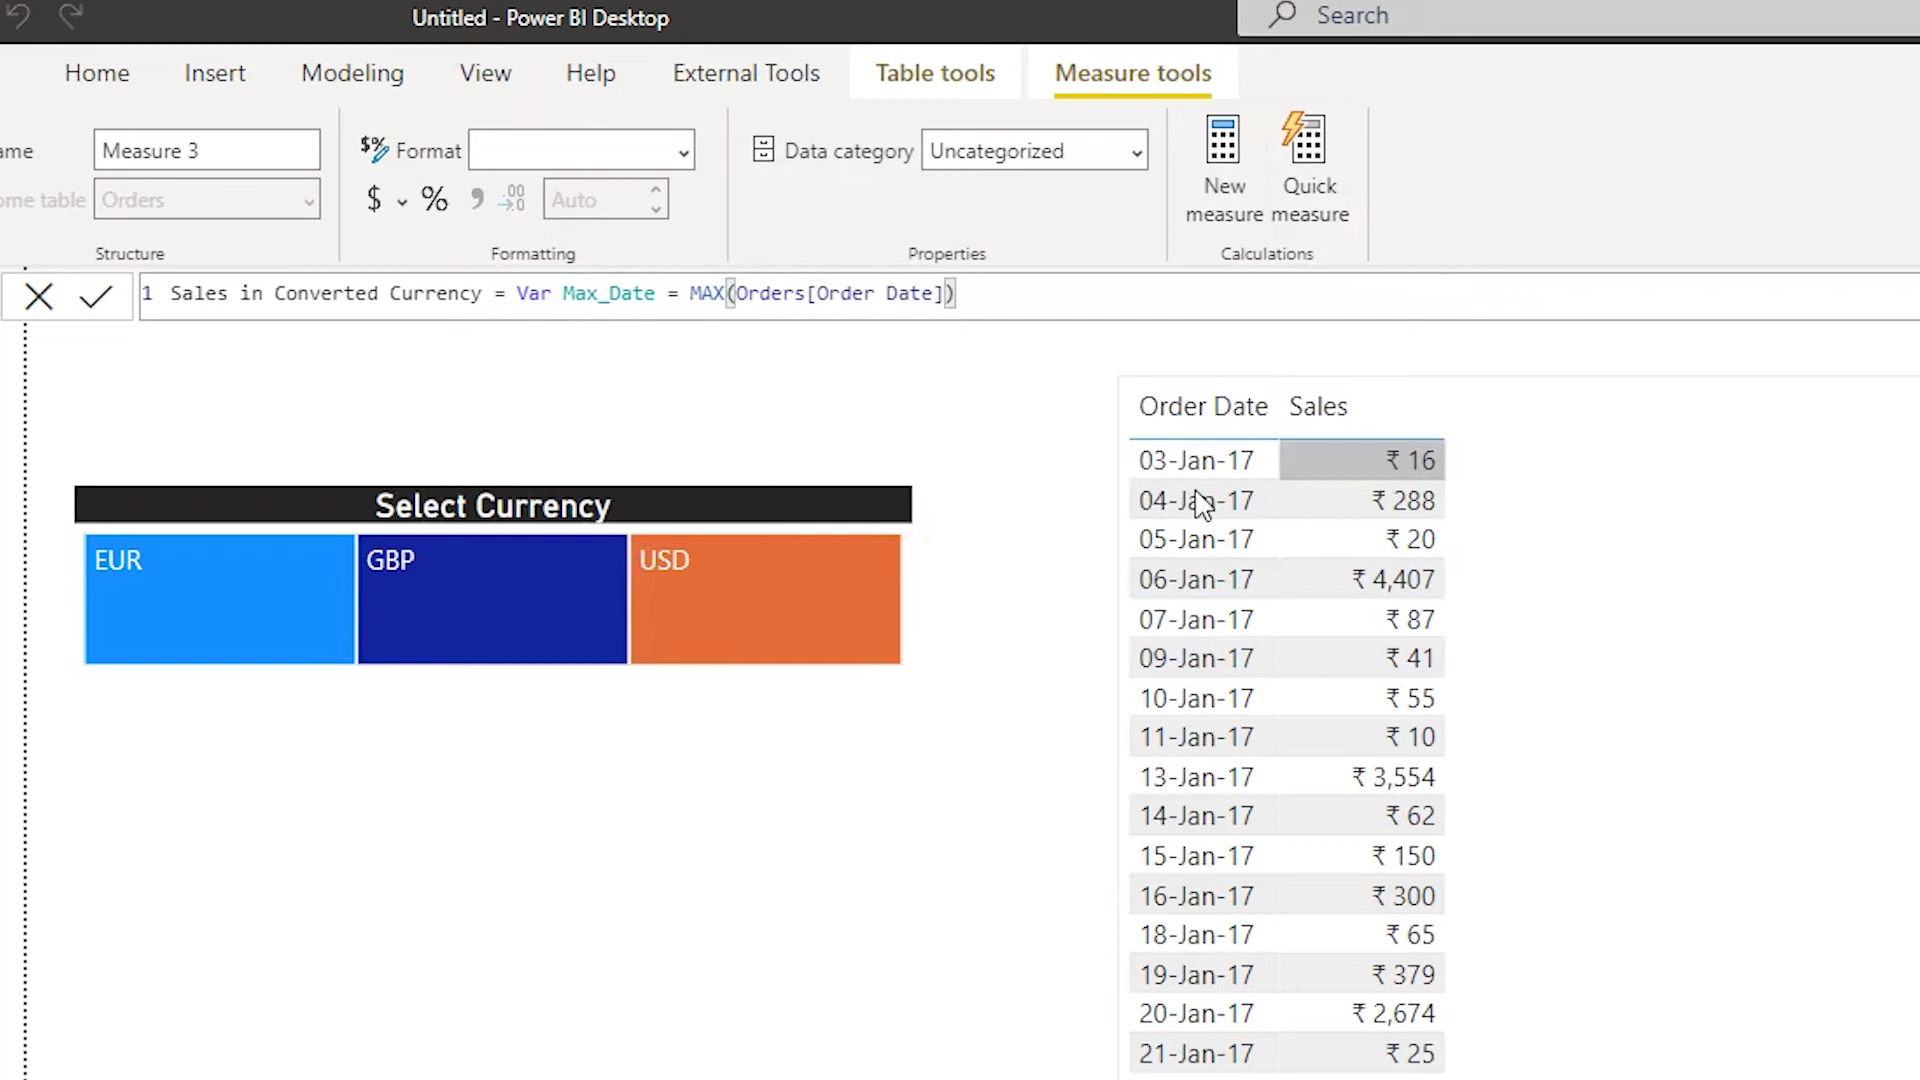 Untitled - Power BI Desktop
Search
Home Insert Modeling View Help External Tools Table tools Measure tools
ame Measure 3
$% Format
Data category Uncategorized
ome table Orders
$ % , .00 →.0 Auto
New measure
Quick measure
Structure Formatting Properties Calculations
1 Sales in Converted Currency = Var Max_Date = MAX(Orders[Order Date])
Select Currency
EUR GBP USD
Order Date Sales
03-Jan-17 ₹ 16
04-Jan-17 ₹ 288
05-Jan-17 ₹ 20
06-Jan-17 ₹ 4,407
07-Jan-17 ₹ 87
09-Jan-17 ₹ 41
10-Jan-17 ₹ 55
11-Jan-17 ₹ 10
13-Jan-17 ₹ 3,554
14-Jan-17 ₹ 62
15-Jan-17 ₹ 150
16-Jan-17 ₹ 300
18-Jan-17 ₹ 65
19-Jan-17 ₹ 379
20-Jan-17 ₹ 2,674
21-Jan-17 ₹ 25